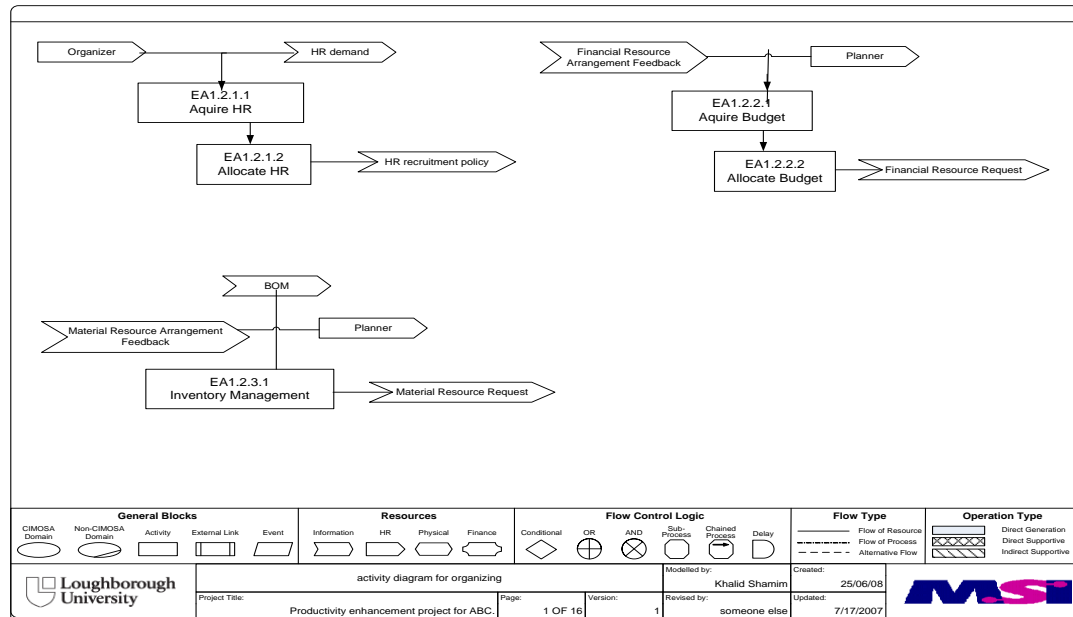 Organizer
HR demand
EA1.2.1.1
Aquire HR
EA1.2.1.2
Allocate HR
HR recruitment policy
Financial Resource
Arrangement Feedback
Planner
EA1.2.2.1
Aquire Budget
EA1.2.2.2
Allocate Budget
Financial Resource Request
BOM
Material Resource Arrangement
Feedback
Planner
EA1.2.3.1
Inventory Management
Material Resource Request
General Blocks
CIMOSA
Domain
Non-CIMOSA
Domain
Activity
External Link
Event
Resources
Information
HR
Physical
Finance
Flow Control Logic
Conditional
OR
AND
Sub-
Process
Chained
Process
Delay
Flow Type
Flow of Resource
Flow of Process
Alternative Flow
Operation Type
Direct Generation
Direct Supportive
Indirect Supportive
Loughborough
University
activity diagram for organizing
Modelled by:
Khalid Shamim
Created:
25/06/08
Project Title:
Productivity enhancement project for ABC.
Page:
1 OF 16
Version:
1
Revised by:
someone else
Updated:
7/17/2007
MSi